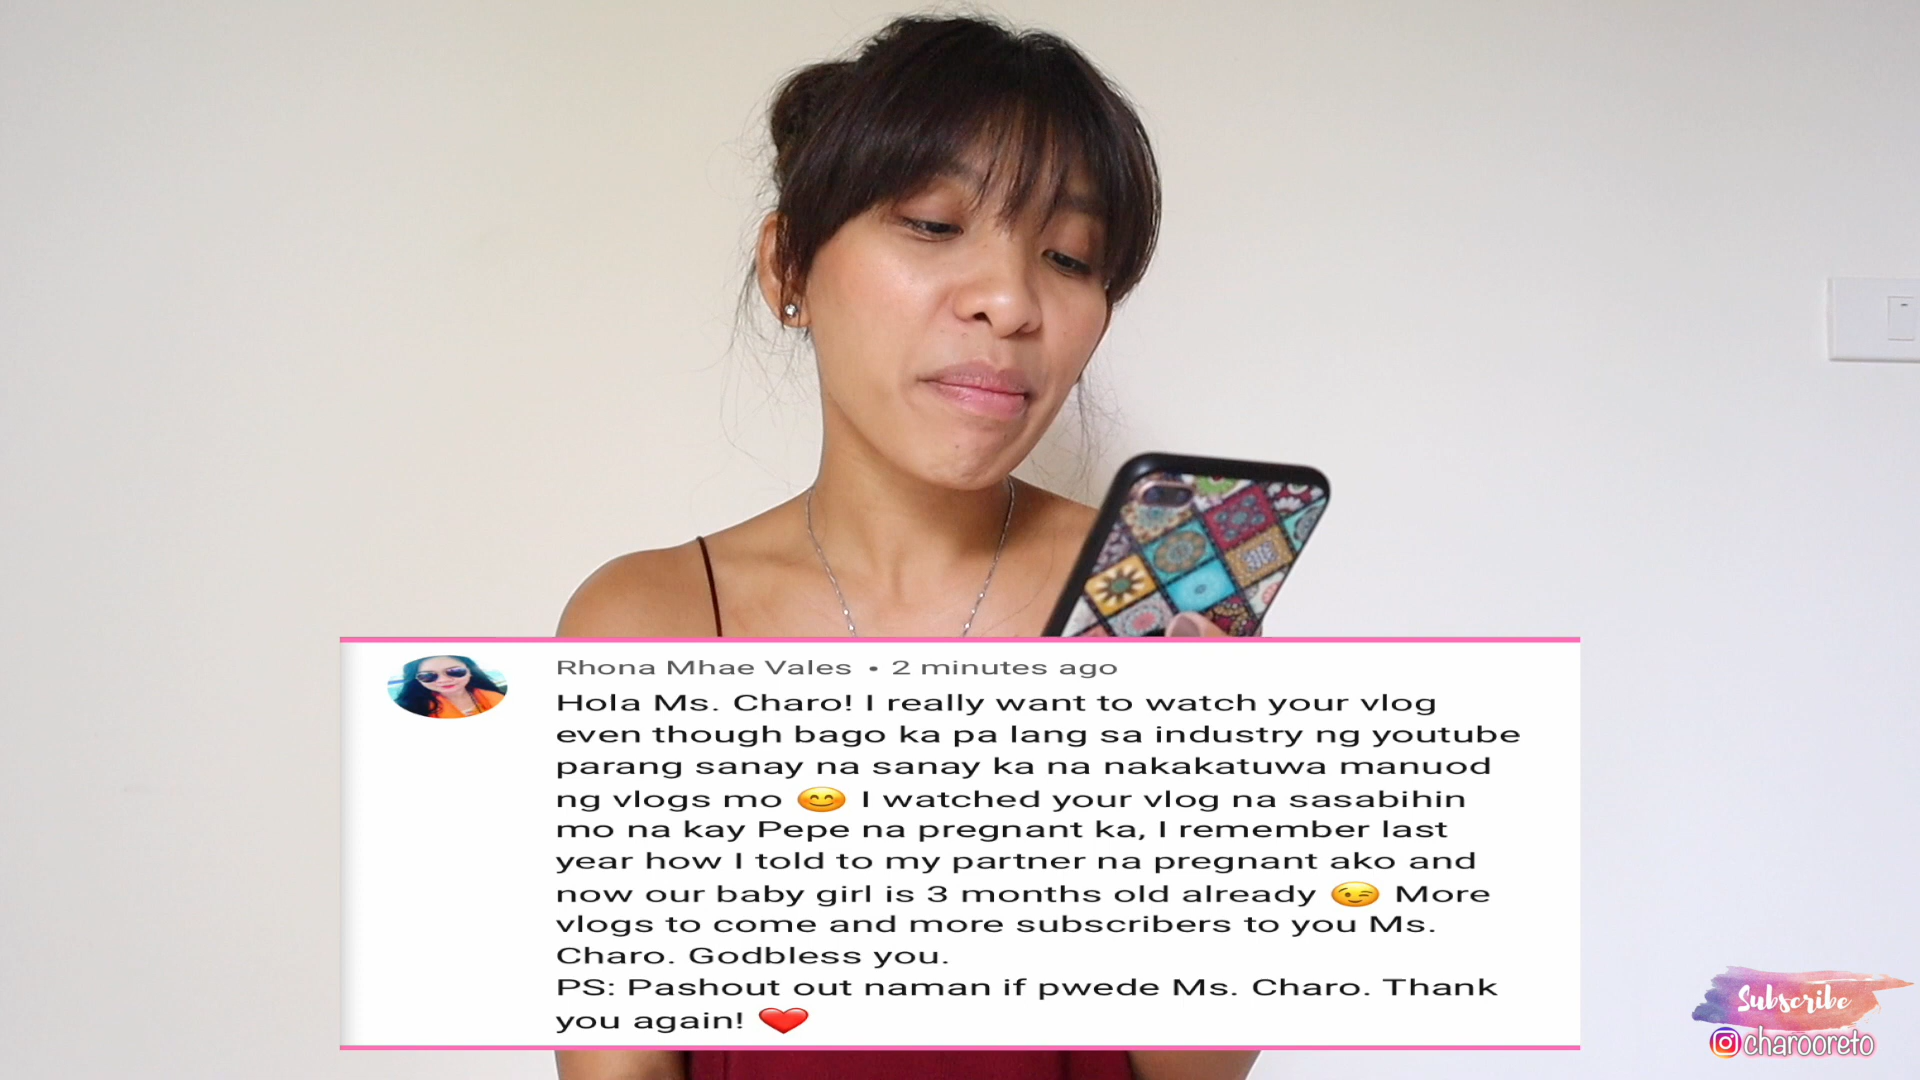 Rhona Mhae Vales • 2 minutes ago
Hola Ms. Charo! I really want to watch your vlog
even though bago ka pa lang sa industry ng youtube
parang sanay na sanay ka na nakakatuwa manuod
ng vlogs mo 😊 I watched your vlog na sasabihin
mo na kay Pepe na pregnant ka, I remember last
year how I told to my partner na pregnant ako and
now our baby girl is 3 months old already 😉 More
vlogs to come and more subscribers to you Ms.
Charo. Godbless you.
PS: Pashout out naman if pwede Ms. Charo. Thank
you again! ❤️
Subscribe
charooreto